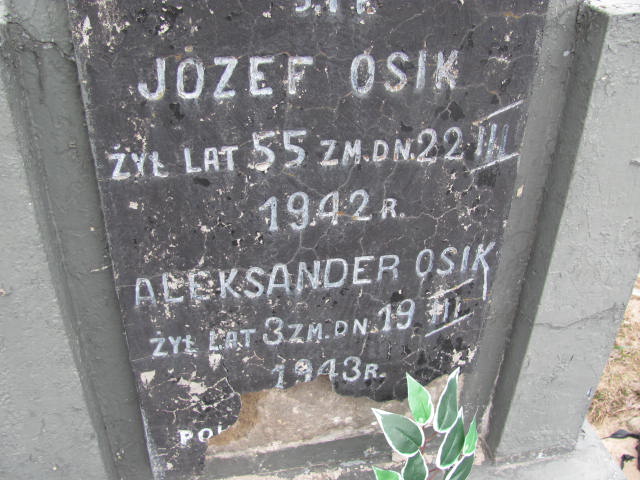 JOZEF OSIK
ŻYŁ LAT 55 ZM. DN. 22 III
1942 R.
ALEKSANDER OSIK
ŻYŁ LAT 3 ZM. DN. 19 III
1943 R.